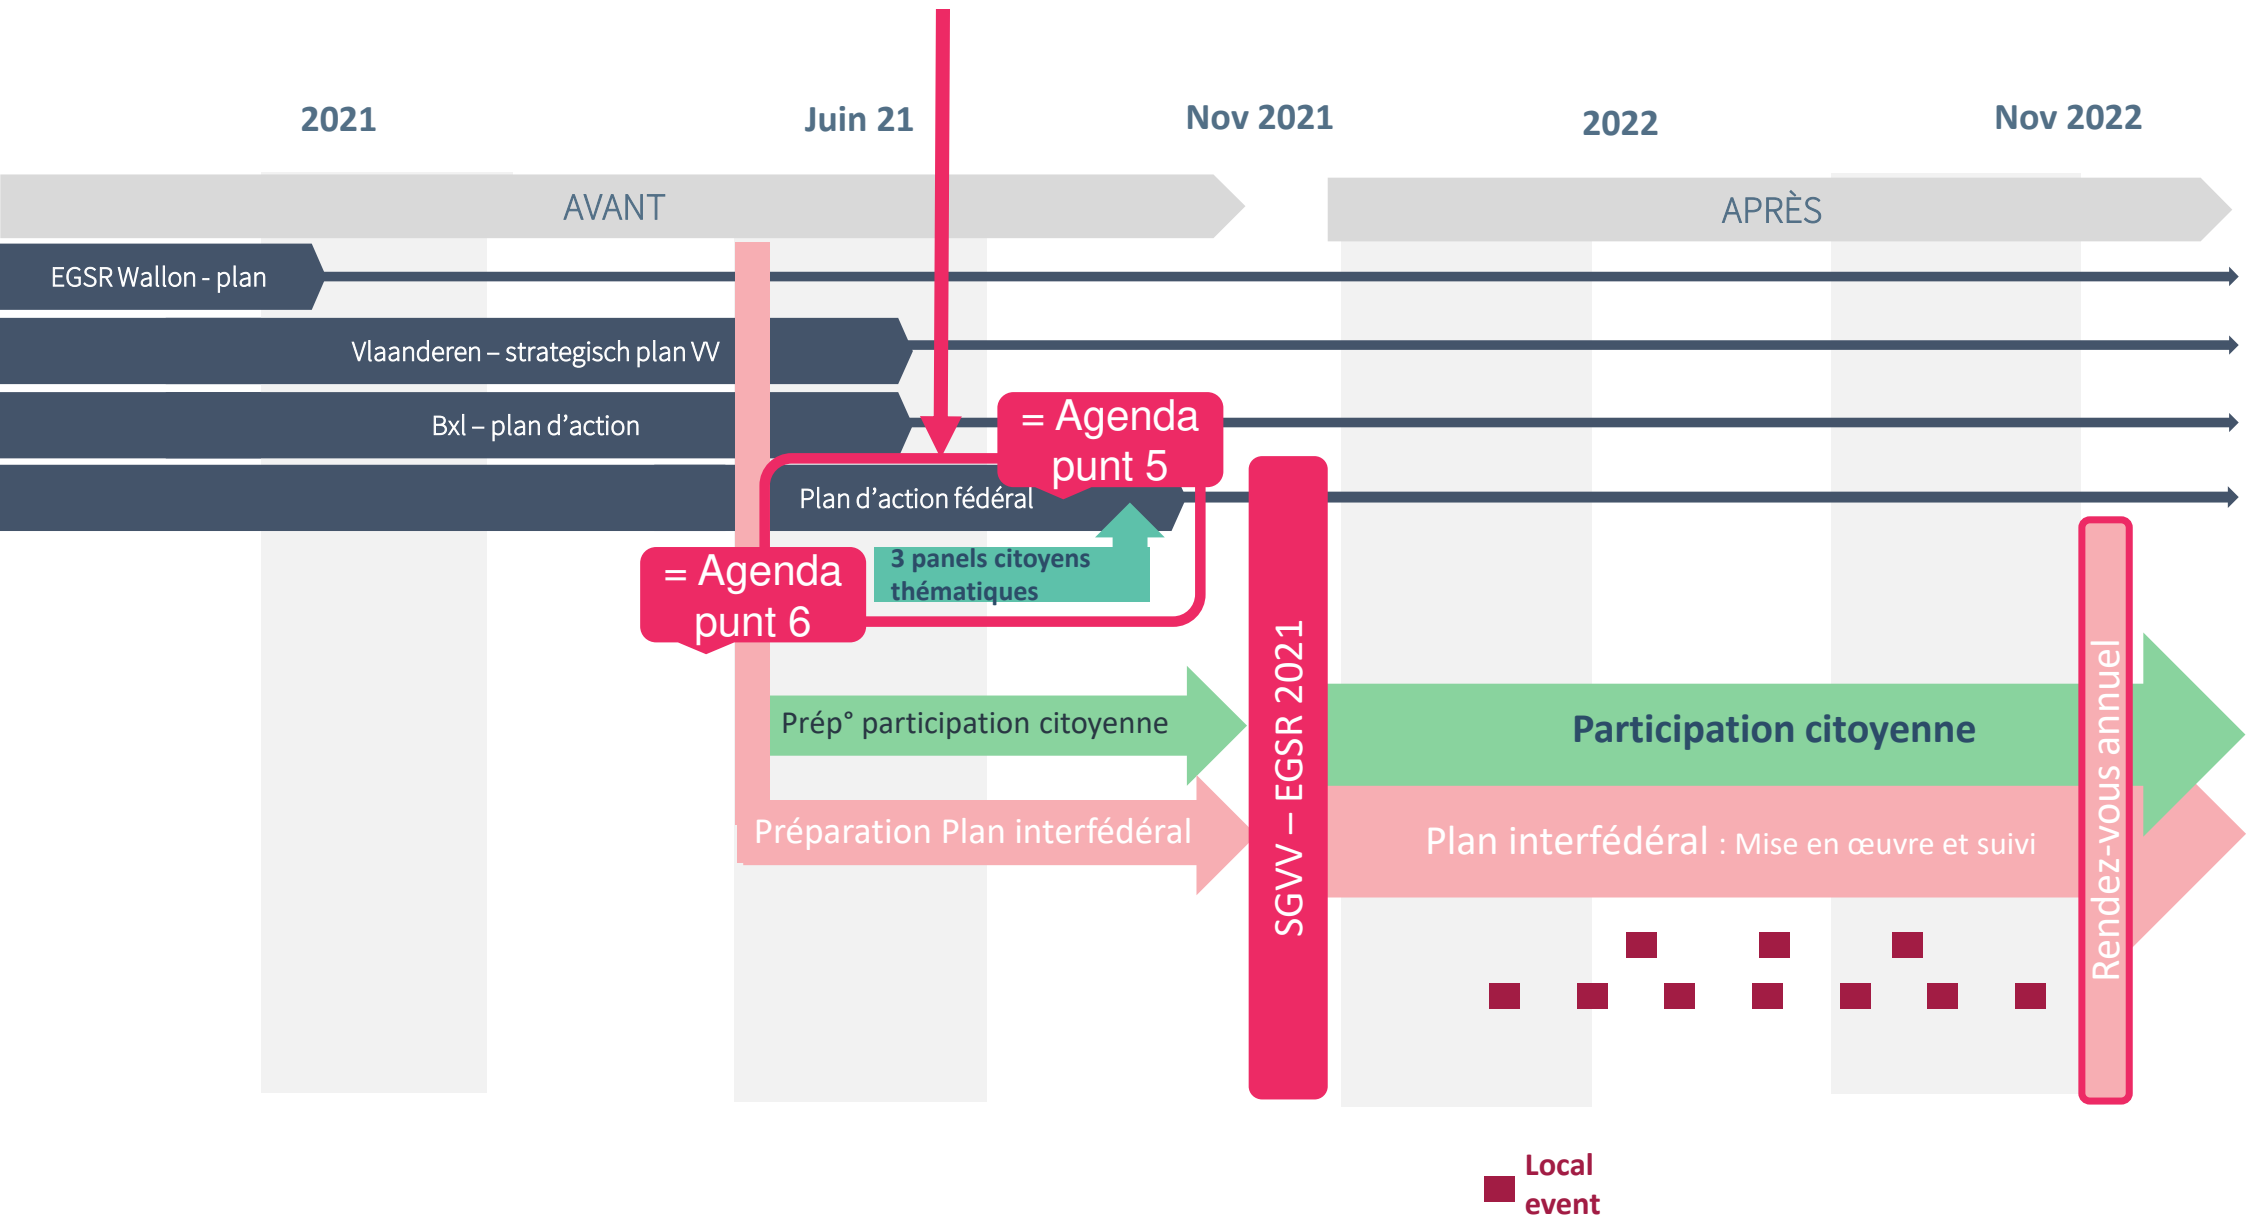 2021
Juin 21
Nov 2021
2022
Nov 2022
AVANT
APRÈS
EGSR Wallon - plan
Vlaanderen – strategisch plan VV
Bxl – plan d’action
= Agenda
punt 5
Plan d’action fédéral
3 panels citoyens
thématiques
= Agenda
punt 6
Prép° participation citoyenne
Préparation Plan interfédéral
SGVV – EGSR 2021
Participation citoyenne
Plan interfédéral : Mise en œuvre et suivi
Rendez-vous annuel
Local
event